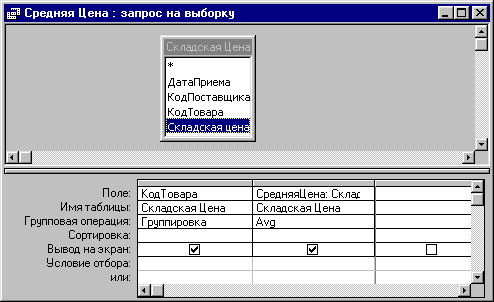 Средняя Цена : запрос на выборку
Складская Цена
*
ДатаПриема
КодПоставщика
КодТовара
Складская цена
Поле: КодТовара СредняяЦена: Склад
Имя таблицы: Складская Цена Складская Цена
Групповая операция: Группировка Avg
Сортировка:
Вывод на экран:
Условие отбора:
или: